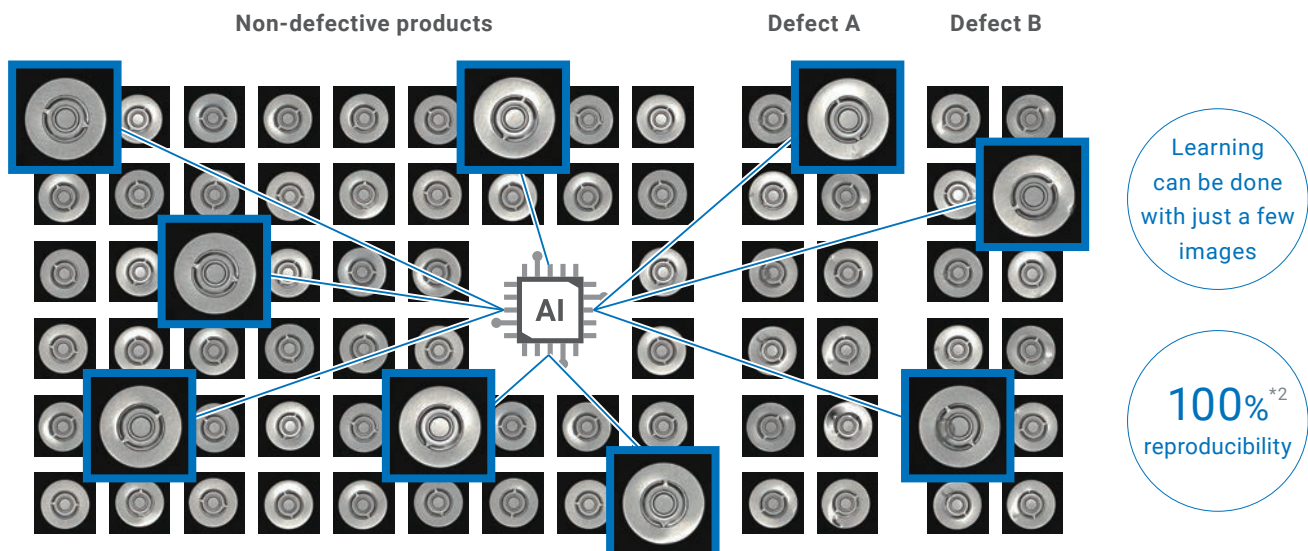 Non-defective products
Defect A
Defect B
Learning
can be done
with just a few
images
AI
100%*2
reproducibility